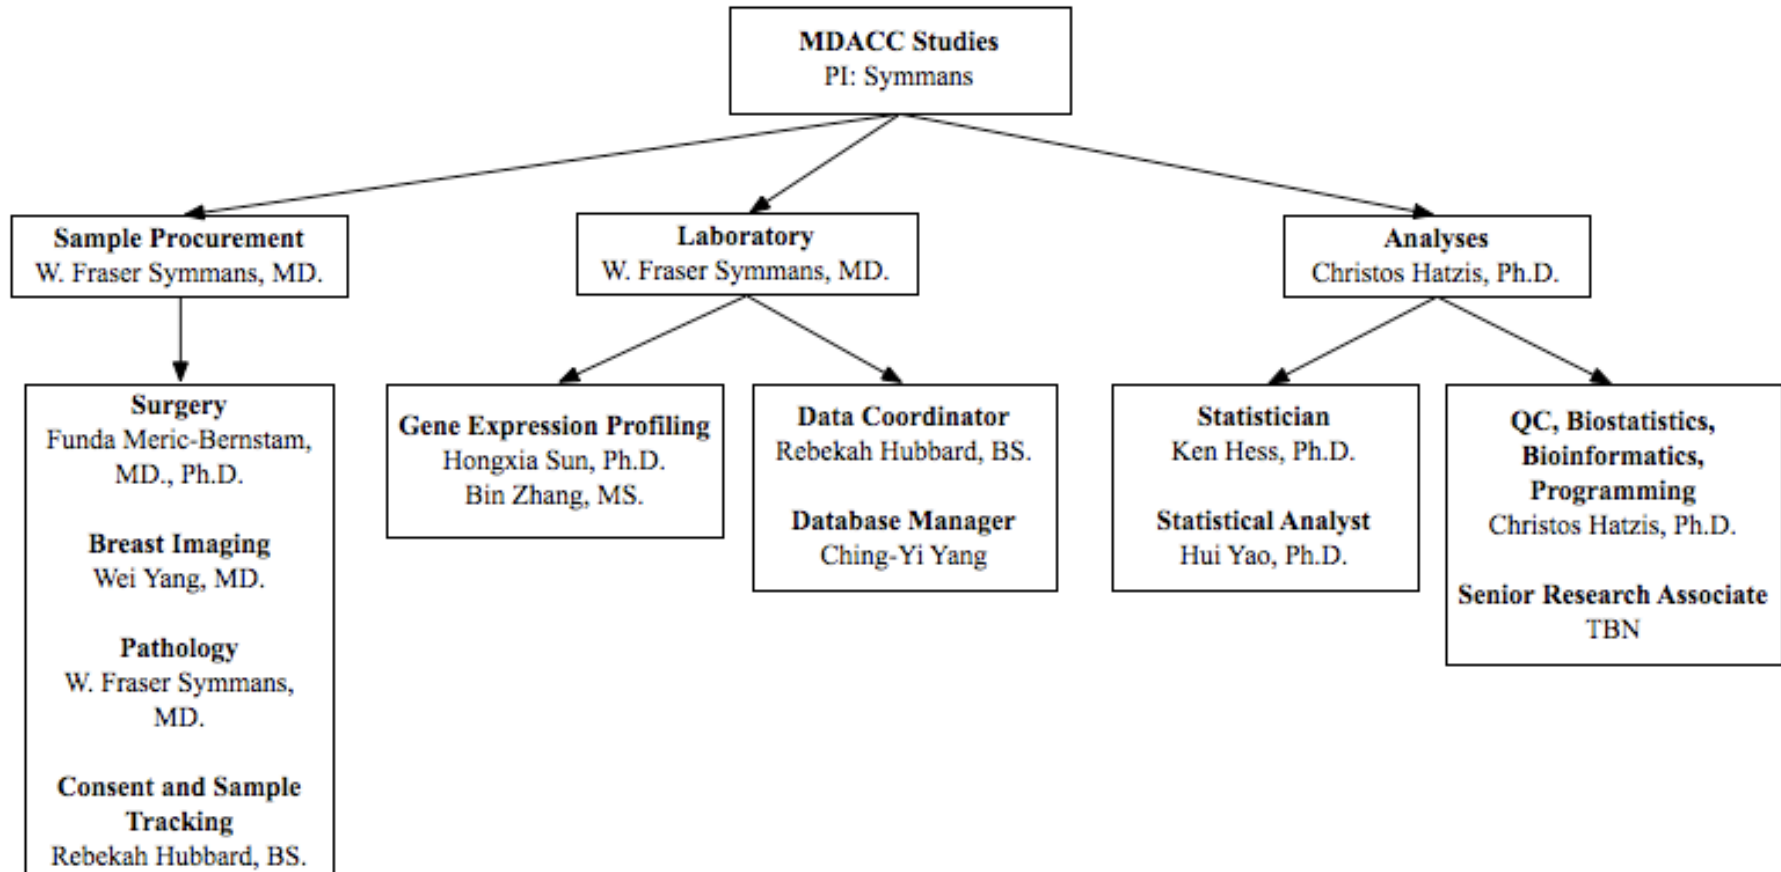 MDACC Studies
PI: Symmans
Sample Procurement
W. Fraser Symmans, MD.
Laboratory
W. Fraser Symmans, MD.
Analyses
Christos Hatzis, Ph.D.
Surgery
Funda Meric-Bernstam,
MD., Ph.D.
Breast Imaging
Wei Yang, MD.
Pathology
W. Fraser Symmans,
MD.
Consent and Sample
Tracking
Rebekah Hubbard, BS.
Gene Expression Profiling
Hongxia Sun, Ph.D.
Bin Zhang, MS.
Data Coordinator
Rebekah Hubbard, BS.
Database Manager
Ching-Yi Yang
Statistician
Ken Hess, Ph.D.
Statistical Analyst
Hui Yao, Ph.D.
QC, Biostatistics,
Bioinformatics,
Programming
Christos Hatzis, Ph.D.
Senior Research Associate
TBN